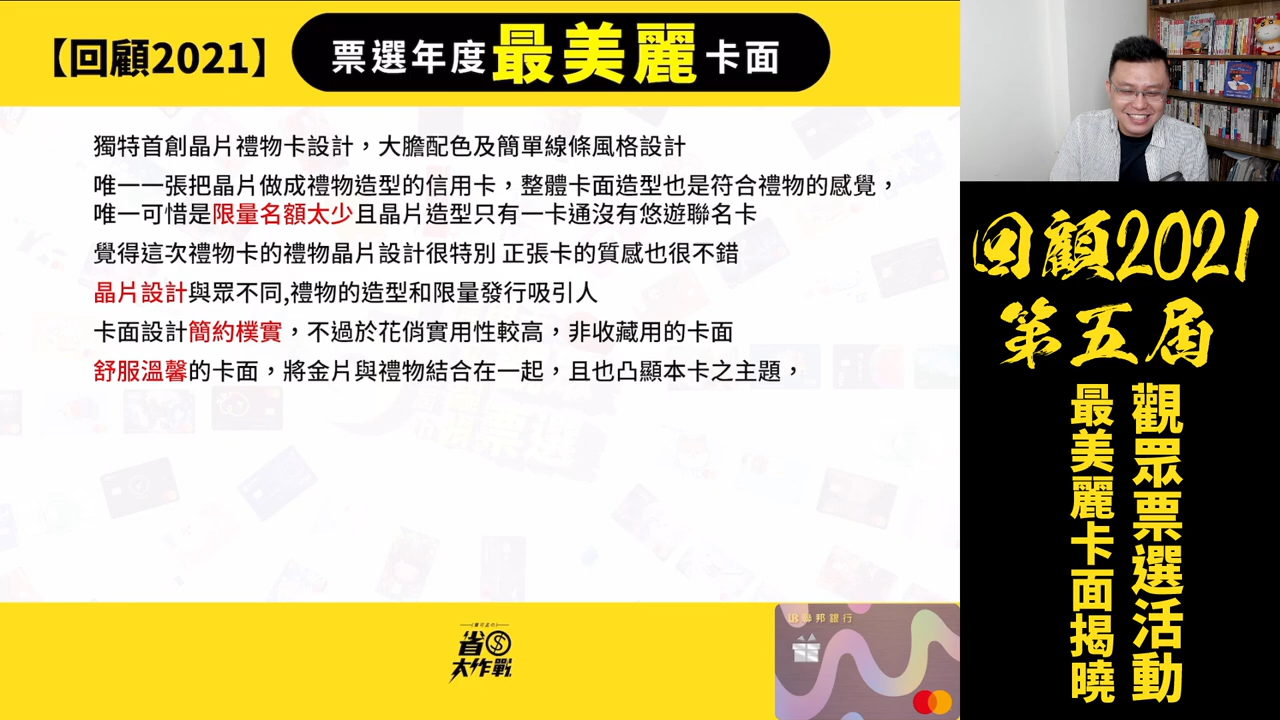 【回顧2021】
票選年度最美麗卡面
獨特首創晶片禮物卡設計，大膽配色及簡單線條風格設計
唯一一張把晶片做成禮物造型的信用卡，整體卡面造型也是符合禮物的感覺，
唯一可惜是限量名額太少且晶片造型只有一卡通沒有悠遊聯名卡
覺得這次禮物卡的禮物晶片設計很特別 正張卡的質感也很不錯
晶片設計與眾不同,禮物的造型和限量發行吸引人
卡面設計簡約樸實，不過於花俏實用性較高，非收藏用的卡面
舒服溫馨的卡面，將金片與禮物結合在一起，且也凸顯本卡之主題，
省
大作戰
聯邦銀行
回顧2021
第五屆
觀眾票選活動
最美麗卡面揭曉